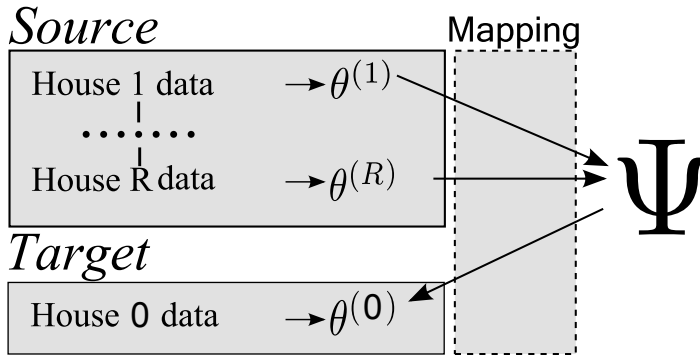 Source
Mapping
House 1 data → θ^(1)
.......
House R data → θ^(R)
Ψ
Target
House 0 data → θ^(0)